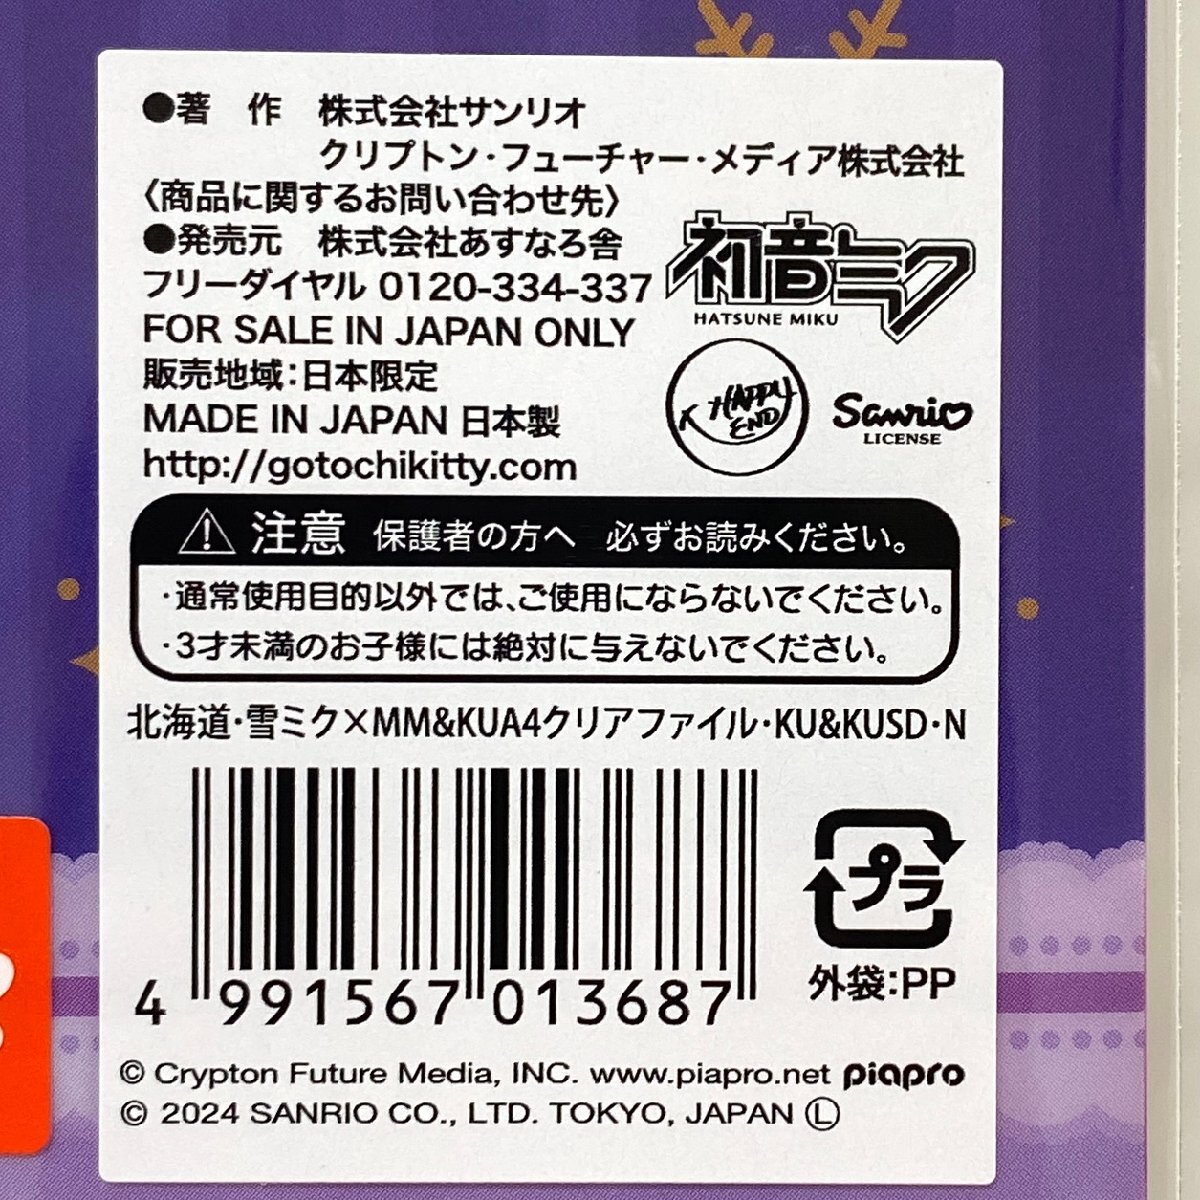 ●著　作　株式会社サンリオ
クリプトン・フューチャー・メディア株式会社
〈商品に関するお問い合わせ先〉
●発売元　株式会社あすなろ舎
フリーダイヤル 0120-334-337
FOR SALE IN JAPAN ONLY
販売地域：日本限定
MADE IN JAPAN 日本製
http://gotochikitty.com
初音ミク
HATSUNE MIKU
HAPPY
END
Sanrio
LICENSE
注意　保護者の方へ　必ずお読みください。
・通常使用目的以外では、ご使用にならないでください。
・3才未満のお子様には絶対に与えないでください。
北海道・雪ミク×MM&KUA4クリアファイル・KU&KUSD・N
4 991567 013687
プラ
外袋：PP
© Crypton Future Media, INC. www.piapro.net piapro
© 2024 SANRIO CO., LTD. TOKYO, JAPAN Ⓛ